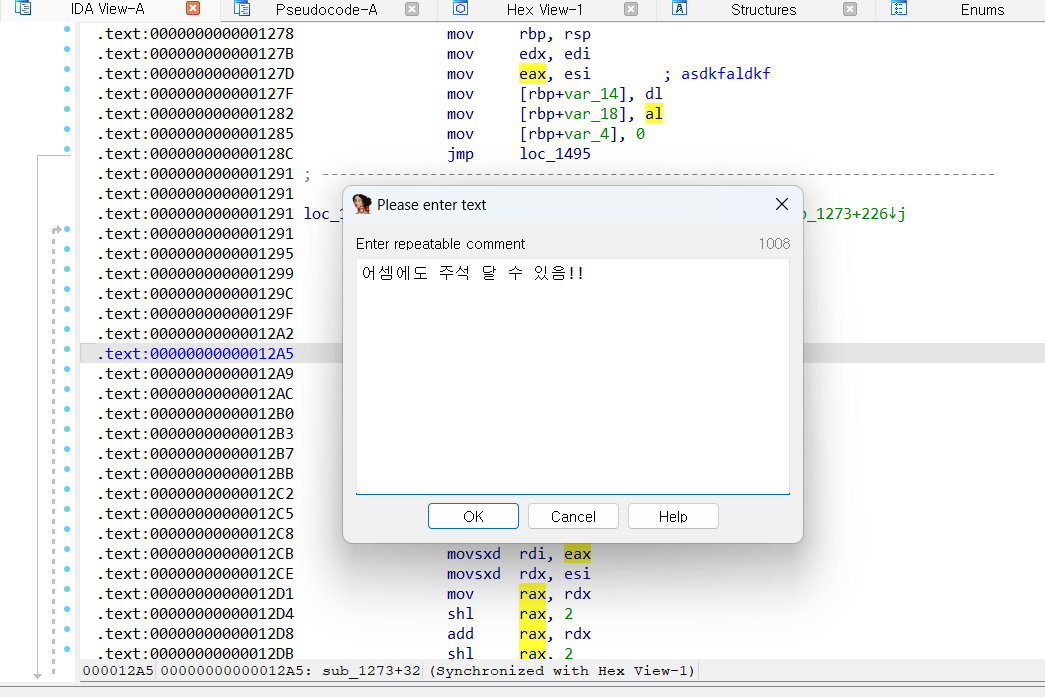 IDA View-A Pseudocode-A Hex View-1 Structures Enums
.text:0000000000001278 mov rbp, rsp
.text:000000000000127B mov edx, edi
.text:000000000000127D mov eax, esi ; asdkfaldkf
.text:000000000000127F mov [rbp+var_14], dl
.text:0000000000001282 mov [rbp+var_18], al
.text:0000000000001285 mov [rbp+var_4], 0
.text:000000000000128C jmp loc_1495
.text:0000000000001291 ; ---------------------------------------------------------------------------
.text:0000000000001291
.text:0000000000001291 loc_1 _1273+226↓j
.text:0000000000001291
.text:0000000000001295
.text:0000000000001299
.text:000000000000129C
.text:000000000000129F
.text:00000000000012A2
.text:00000000000012A5
.text:00000000000012A9
.text:00000000000012AC
.text:00000000000012B0
.text:00000000000012B3
.text:00000000000012B7
.text:00000000000012BB
.text:00000000000012C2
.text:00000000000012C5
.text:00000000000012C8
.text:00000000000012CB movsxd rdi, eax
.text:00000000000012CE movsxd rdx, esi
.text:00000000000012D1 mov rax, rdx
.text:00000000000012D4 shl rax, 2
.text:00000000000012D8 add rax, rdx
.text:00000000000012DB shl rax, 2
000012A5 00000000000012A5: sub_1273+32 (Synchronized with Hex View-1)
Please enter text
Enter repeatable comment 1008
어셈에도 주석 달 수 있음!!
OK Cancel Help